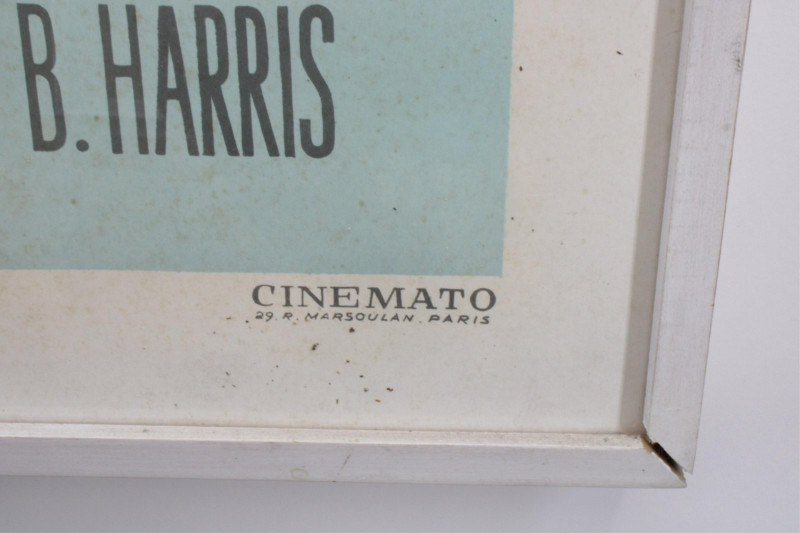 B. HARRIS
CINEMATO
29. R. MARSOULAN. PARIS